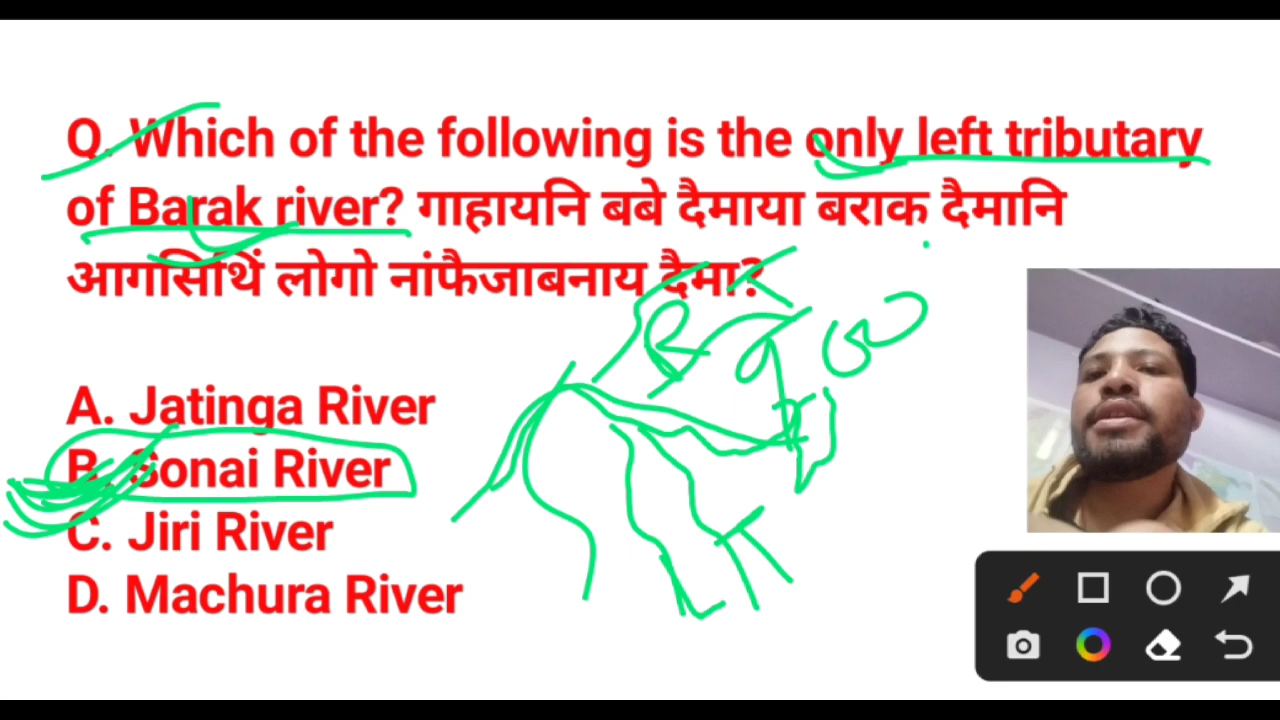 Q. Which of the following is the only left tributary
of Barak river? गाहायनि बबे दैमाया बराक दैमानि
आगसिथिं लोगो नांफैजाबनाय दैमा?
A. Jatinga River
B. Sonai River
C. Jiri River
D. Machura River